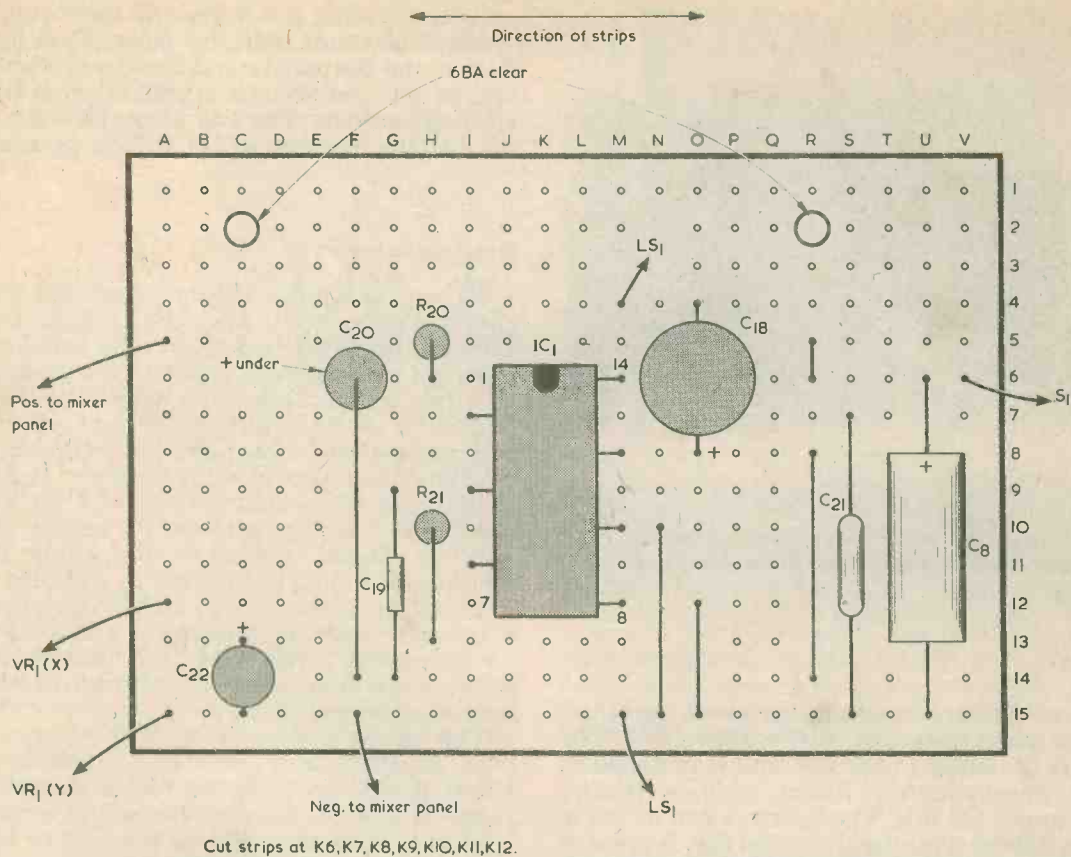 Direction of strips
6BA clear
A B C D E F G H I J K L M N O P Q R S T U V
1
2
3
LS1
4
C20
R20
C18
IC1
5
+ under
1
14
6
Pos. to mixer
panel
S1
7
+
+
8
9
R21
C21
10
C8
11
C19
7
8
12
+
13
VR1 (X)
C22
14
15
VR1 (Y)
Neg. to mixer panel
LS1
Cut strips at K6, K7, K8, K9, K10, K11, K12.